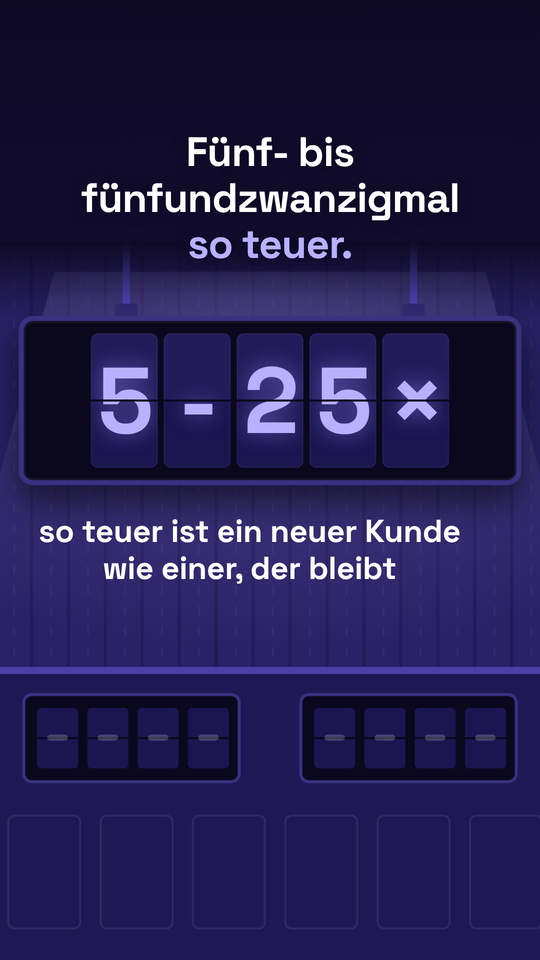 Fünf- bis
fünfundzwanzigmal
so teuer.
5-25×
so teuer ist ein neuer Kunde
wie einer, der bleibt
- - - - - - - -